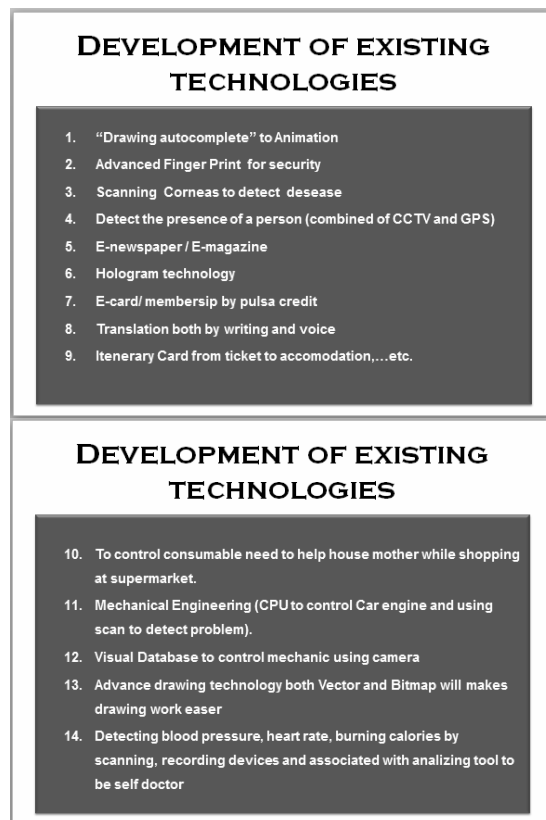 DEVELOPMENT OF EXISTING
TECHNOLOGIES
1. “Drawing autocomplete” to Animation
2. Advanced Finger Print for security
3. Scanning Corneas to detect desease
4. Detect the presence of a person (combined of CCTV and GPS)
5. E-newspaper / E-magazine
6. Hologram technology
7. E-card/ membersip by pulsa credit
8. Translation both by writing and voice
9. Itenerary Card from ticket to accomodation,...etc.
DEVELOPMENT OF EXISTING
TECHNOLOGIES
10. To control consumable need to help house mother while shopping
at supermarket.
11. Mechanical Engineering (CPU to control Car engine and using
scan to detect problem).
12. Visual Database to control mechanic using camera
13. Advance drawing technology both Vector and Bitmap will makes
drawing work easer
14. Detecting blood pressure, heart rate, burning calories by
scanning, recording devices and associated with analizing tool to
be self doctor